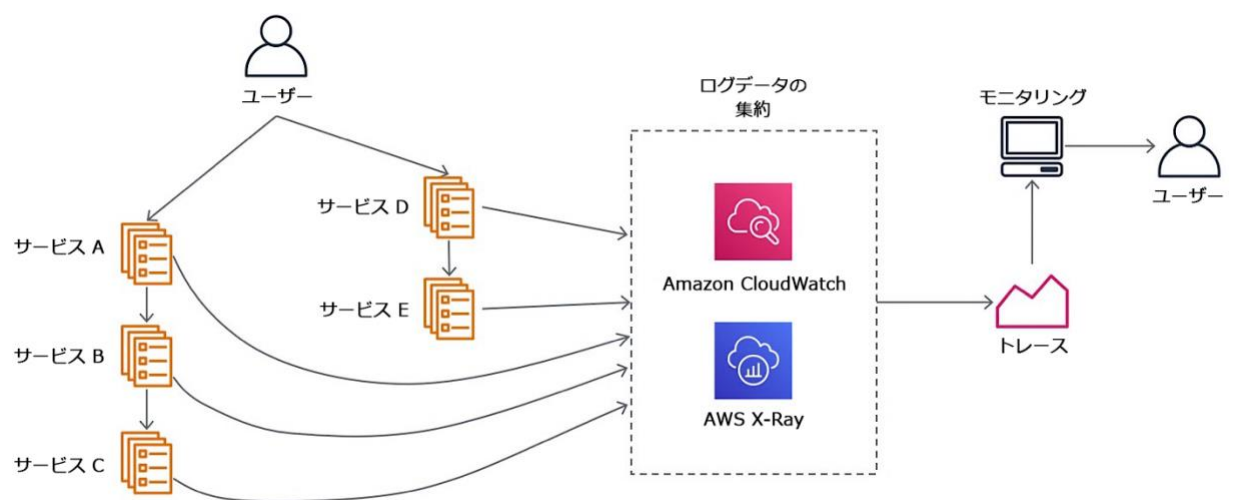 ユーザー
ログデータの
集約
モニタリング
ユーザー
サービス D
サービス A
サービス E
Amazon CloudWatch
サービス B
トレース
AWS X-Ray
サービス C